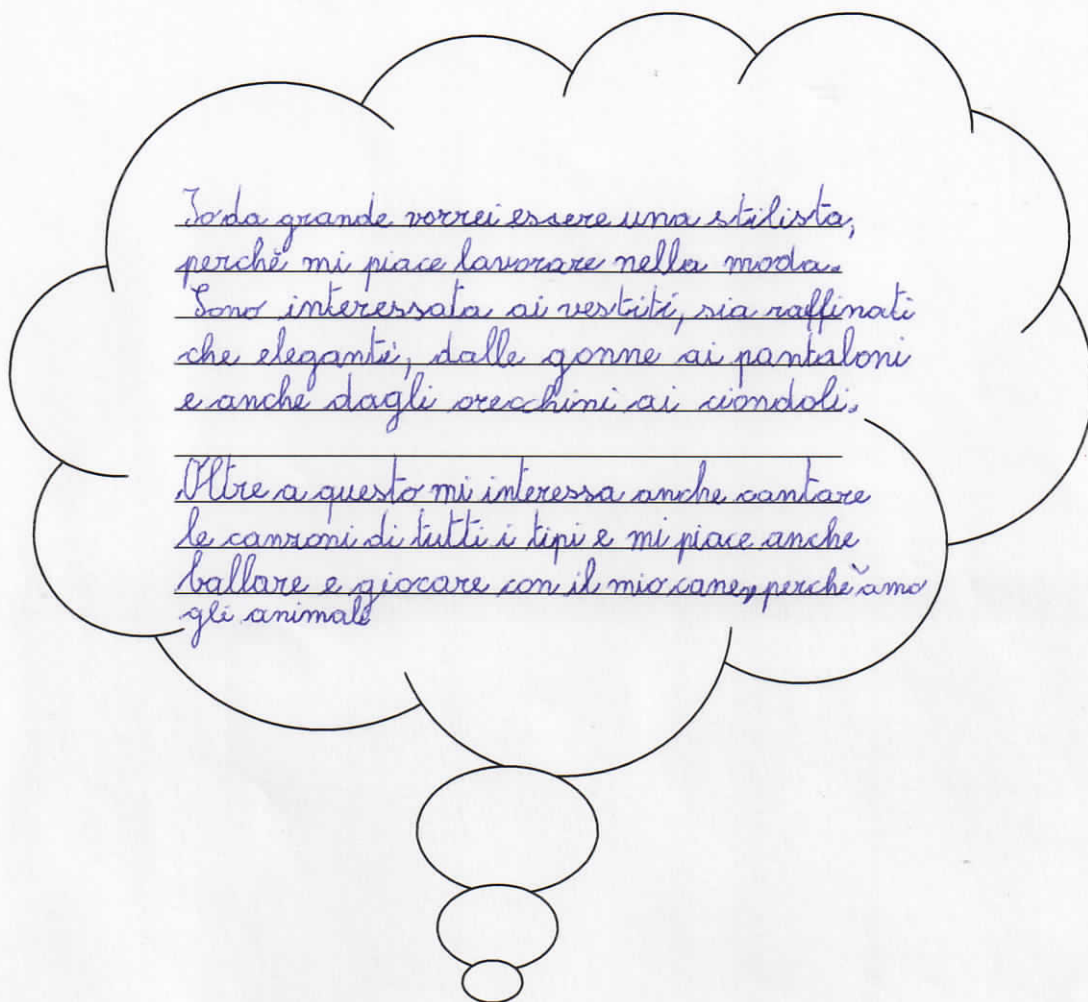 Io da grande vorrei essere una stilista,
perchè mi piace lavorare nella moda.
Sono interessata ai vestiti, sia raffinati
che eleganti, dalle gonne ai pantaloni
e anche dagli orecchini ai ciondoli.
Oltre a questo mi interessa anche cantare
le canzoni di tutti i tipi e mi piace anche
ballare e giocare con il mio cane, perchè amo
gli animali